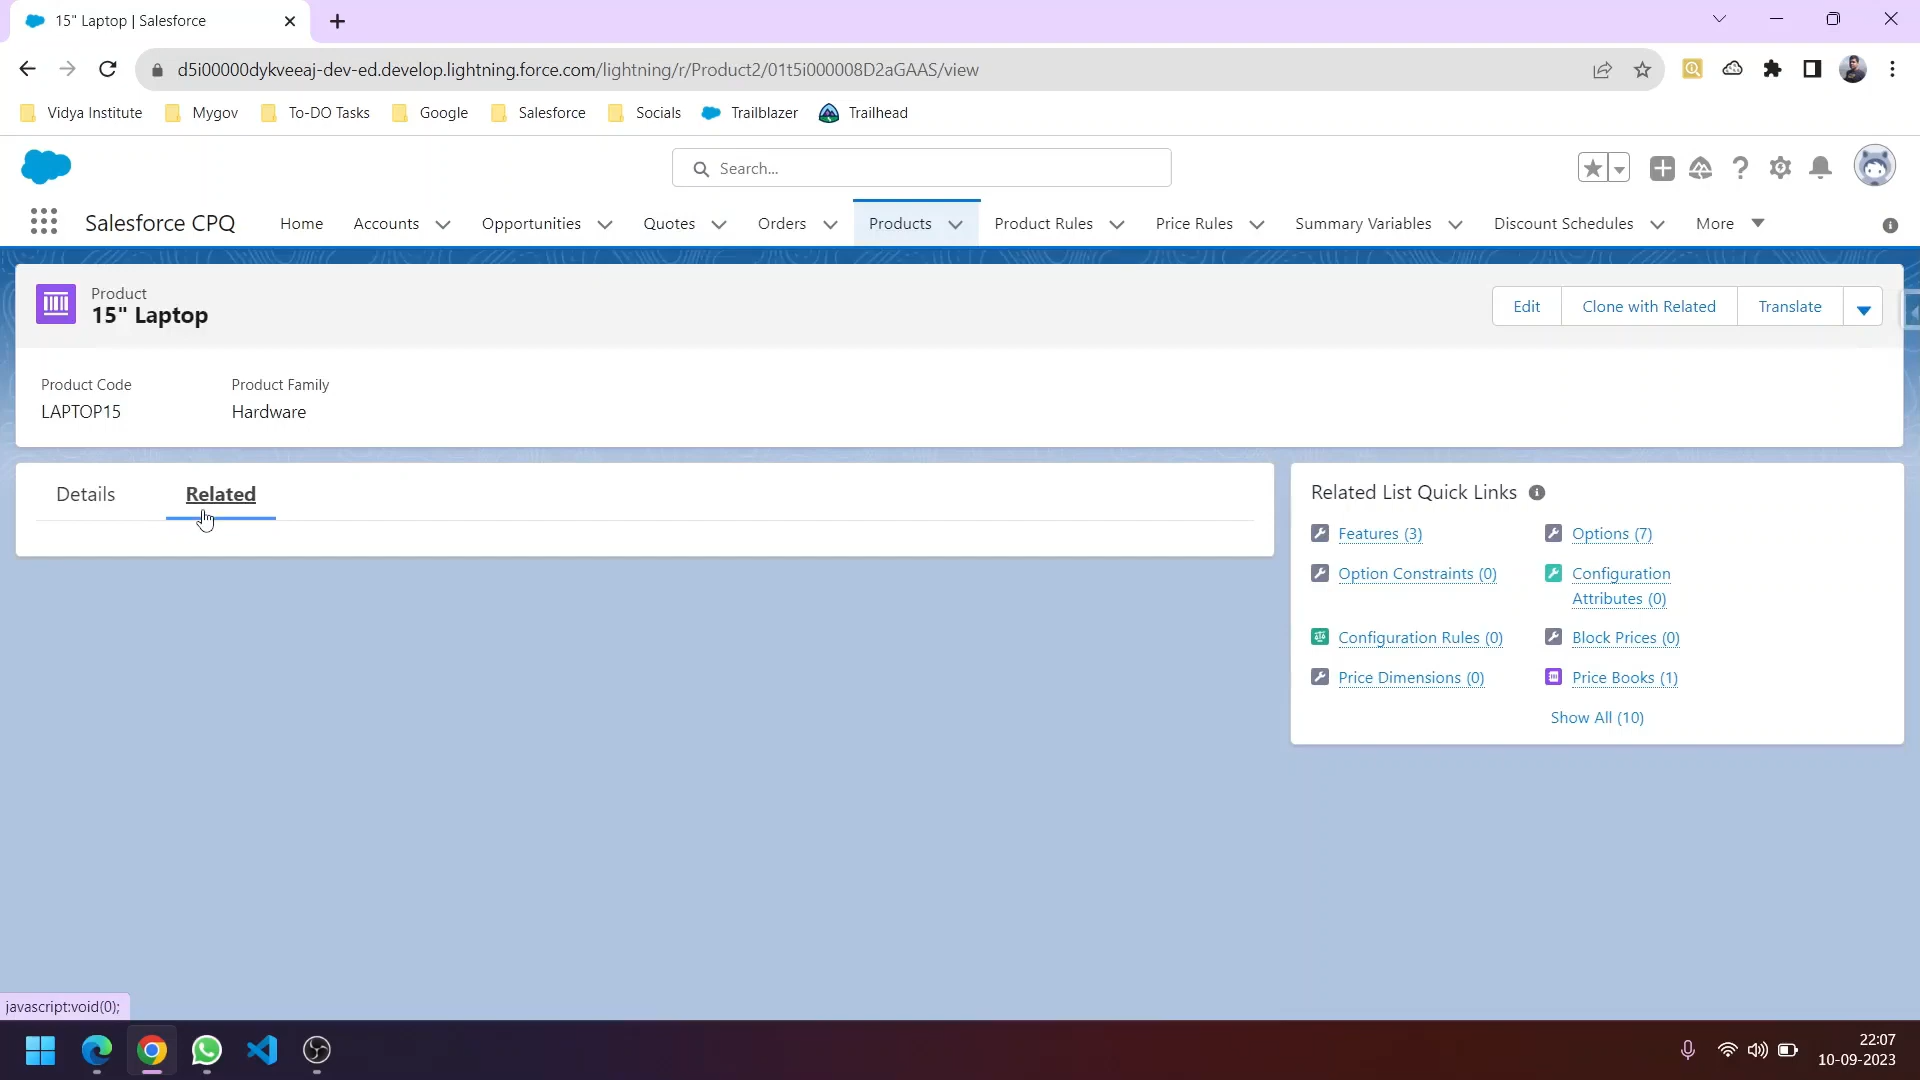 15" Laptop | Salesforce
d5i00000dykveeaj-dev-ed.develop.lightning.force.com/lightning/r/Product2/01t5i000008D2aGAAS/view
Vidya Institute
Mygov
To-DO Tasks
Google
Salesforce
Socials
Trailblazer
Trailhead
Search...
Salesforce CPQ
Home
Accounts
Opportunities
Quotes
Orders
Products
Product Rules
Price Rules
Summary Variables
Discount Schedules
More
Product
15" Laptop
Edit
Clone with Related
Translate
Product Code
Product Family
LAPTOP15
Hardware
Details
Related
Related List Quick Links
Features (3)
Options (7)
Option Constraints (0)
Configuration
Attributes (0)
Configuration Rules (0)
Block Prices (0)
Price Dimensions (0)
Price Books (1)
Show All (10)
javascript:void(0);
22:07
10-09-2023